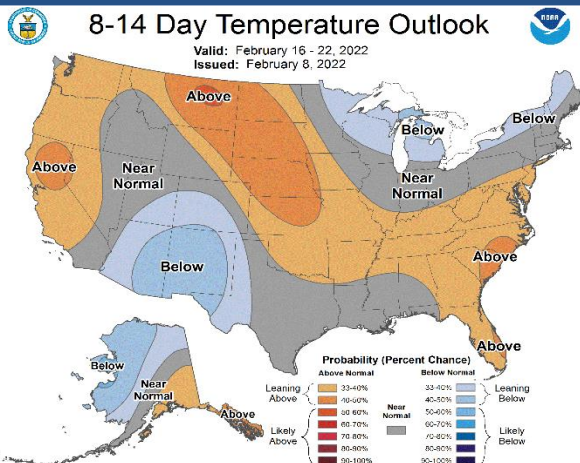 8-14 Day Temperature Outlook
Valid: February 16 - 22, 2022
Issued: February 8, 2022
NOAA
Above
Below
Below
Above
Near
Normal
Near
Normal
Below
Above
Above
Below
Near
Normal
Above
Probability (Percent Chance)
Above Normal
Below Normal
Leaning
Above
33-40%
40-50%
Likely
Above
50-60%
60-70%
70-80%
80-90%
90-100%
Near
Normal
33-40%
40-50%
Leaning
Below
50-60%
60-70%
70-80%
80-90%
90-100%
Likely
Below